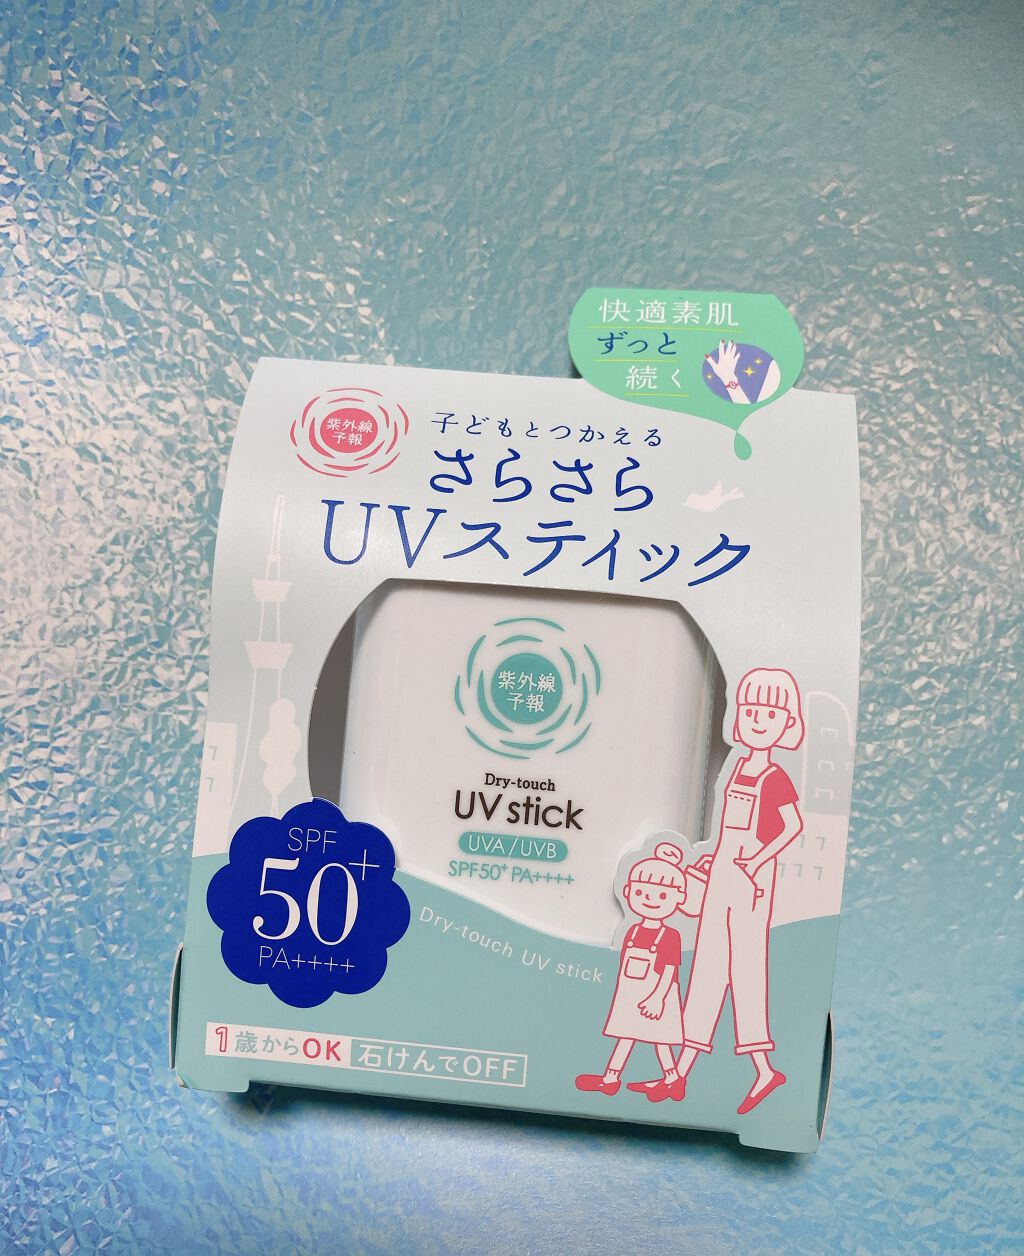 快適素肌
ずっと
続く
紫外線
予報
子どもとつかえる
さらさら
UVスティック
紫外線
予報
Dry-touch
UV stick
UVA/UVB
SPF50+ PA++++
SPF
50+
PA++++
Dry-touch UV stick
1歳からOK 石けんでOFF